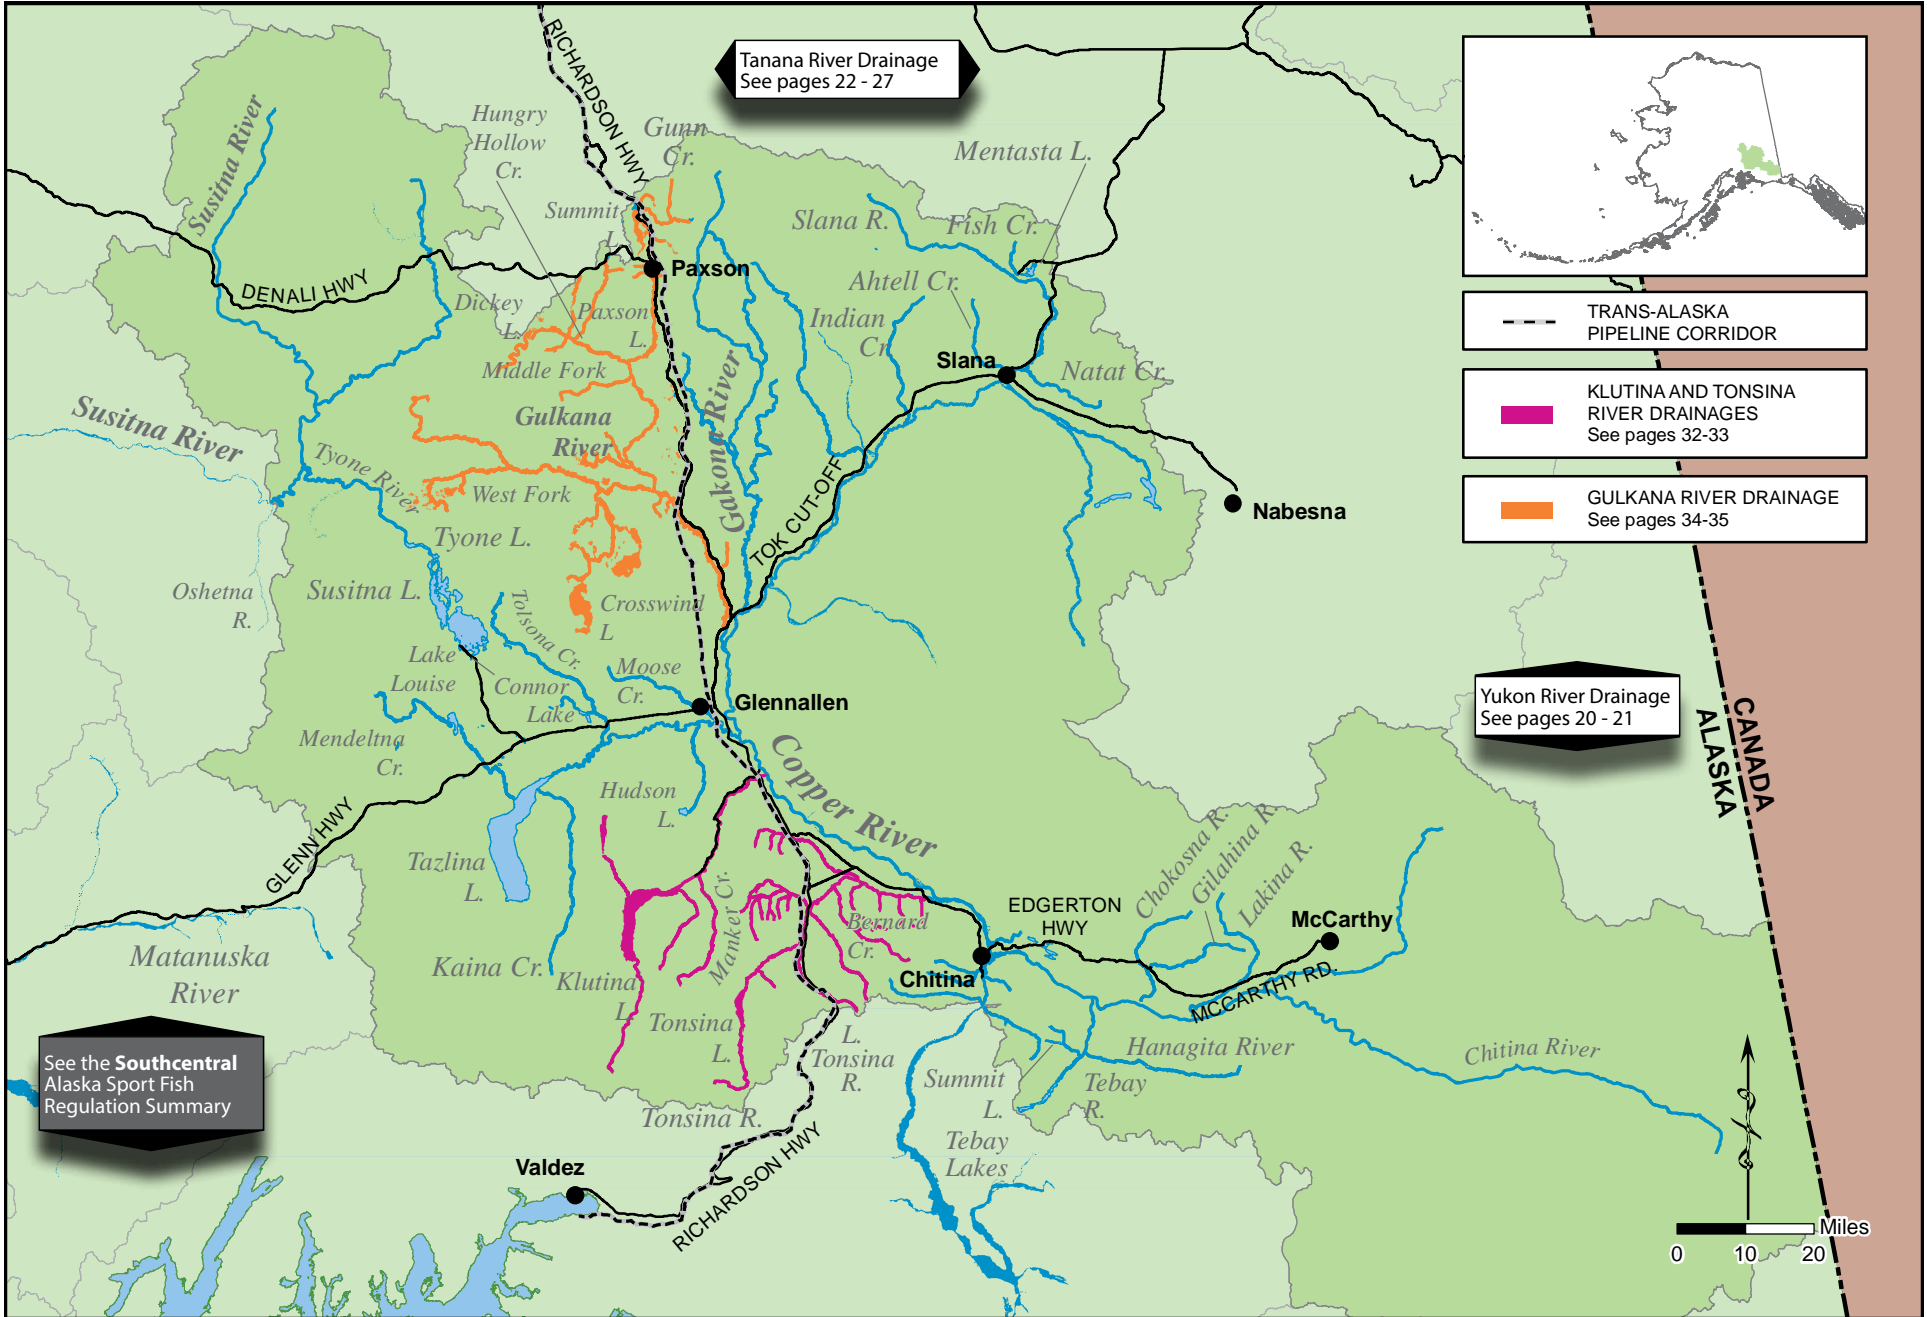 RICHARDSON HWY
Tanana River Drainage
See pages 22 - 27
Hungry
Hollow
Cr.
Gunn
Cr.
Mentasta L.
Susitna River
Summit
L.
Slana R.
Fish Cr.
Paxson
DENALI HWY
Ahtell Cr.
Dickey
L.
Paxson
L.
Indian
Cr.
TRANS-ALASKA
PIPELINE CORRIDOR
Slana
Natat Cr.
Middle Fork
KLUTINA AND TONSINA
RIVER DRAINAGES
See pages 32-33
Susitna River
Gulkana
River
Gakona River
Tyone River
West Fork
TOK CUT-OFF
Nabesna
GULKANA RIVER DRAINAGE
See pages 34-35
Tyone L.
Oshetna
R.
Susitna L.
Tolsona Cr.
Crosswind
L
Lake
Louise
Connor
Lake
Moose
Cr.
Glennallen
Yukon River Drainage
See pages 20 - 21
CANADA
ALASKA
Mendeltna
Cr.
Copper River
Hudson
L.
GLENN HWY
Tazlina
L.
Chokosna R.
Gilahina R.
Lakina R.
Manker Cr.
Bernard
Cr.
EDGERTON
HWY
McCarthy
Matanuska
River
Kaina Cr.
Klutina
L.
Chitina
MCCARTHY RD.
Tonsina
L.
L.
Tonsina
R.
Hanagita River
Chitina River
See the Southcentral
Alaska Sport Fish
Regulation Summary
Summit
L.
Tebay
R.
Tonsina R.
Tebay
Lakes
Valdez
RICHARDSON HWY
Miles
0 10 20